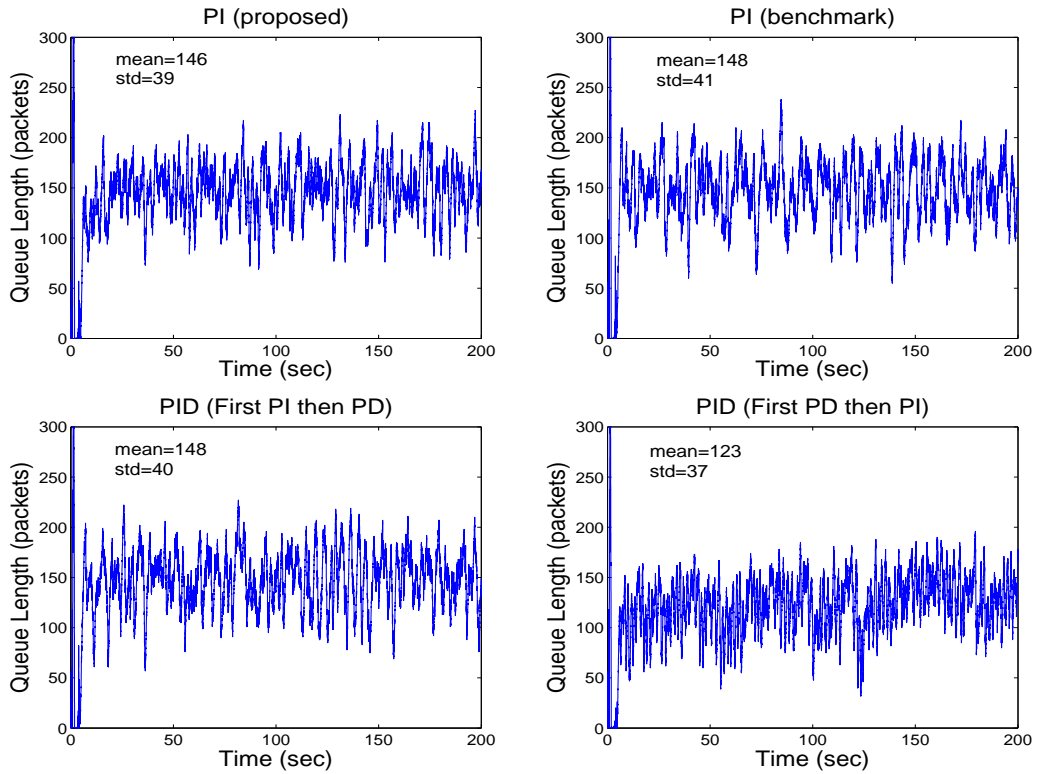 PI (proposed)
300
250
200
150
100
50
0
mean=146
std=39
Queue Length (packets)
0
50
100
150
200
Time (sec)
PI (benchmark)
300
250
200
150
100
50
0
mean=148
std=41
Queue Length (packets)
0
50
100
150
200
Time (sec)
PID (First PI then PD)
300
250
200
150
100
50
0
mean=148
std=40
Queue Length (packets)
0
50
100
150
200
Time (sec)
PID (First PD then PI)
300
250
200
150
100
50
0
mean=123
std=37
Queue Length (packets)
0
50
100
150
200
Time (sec)